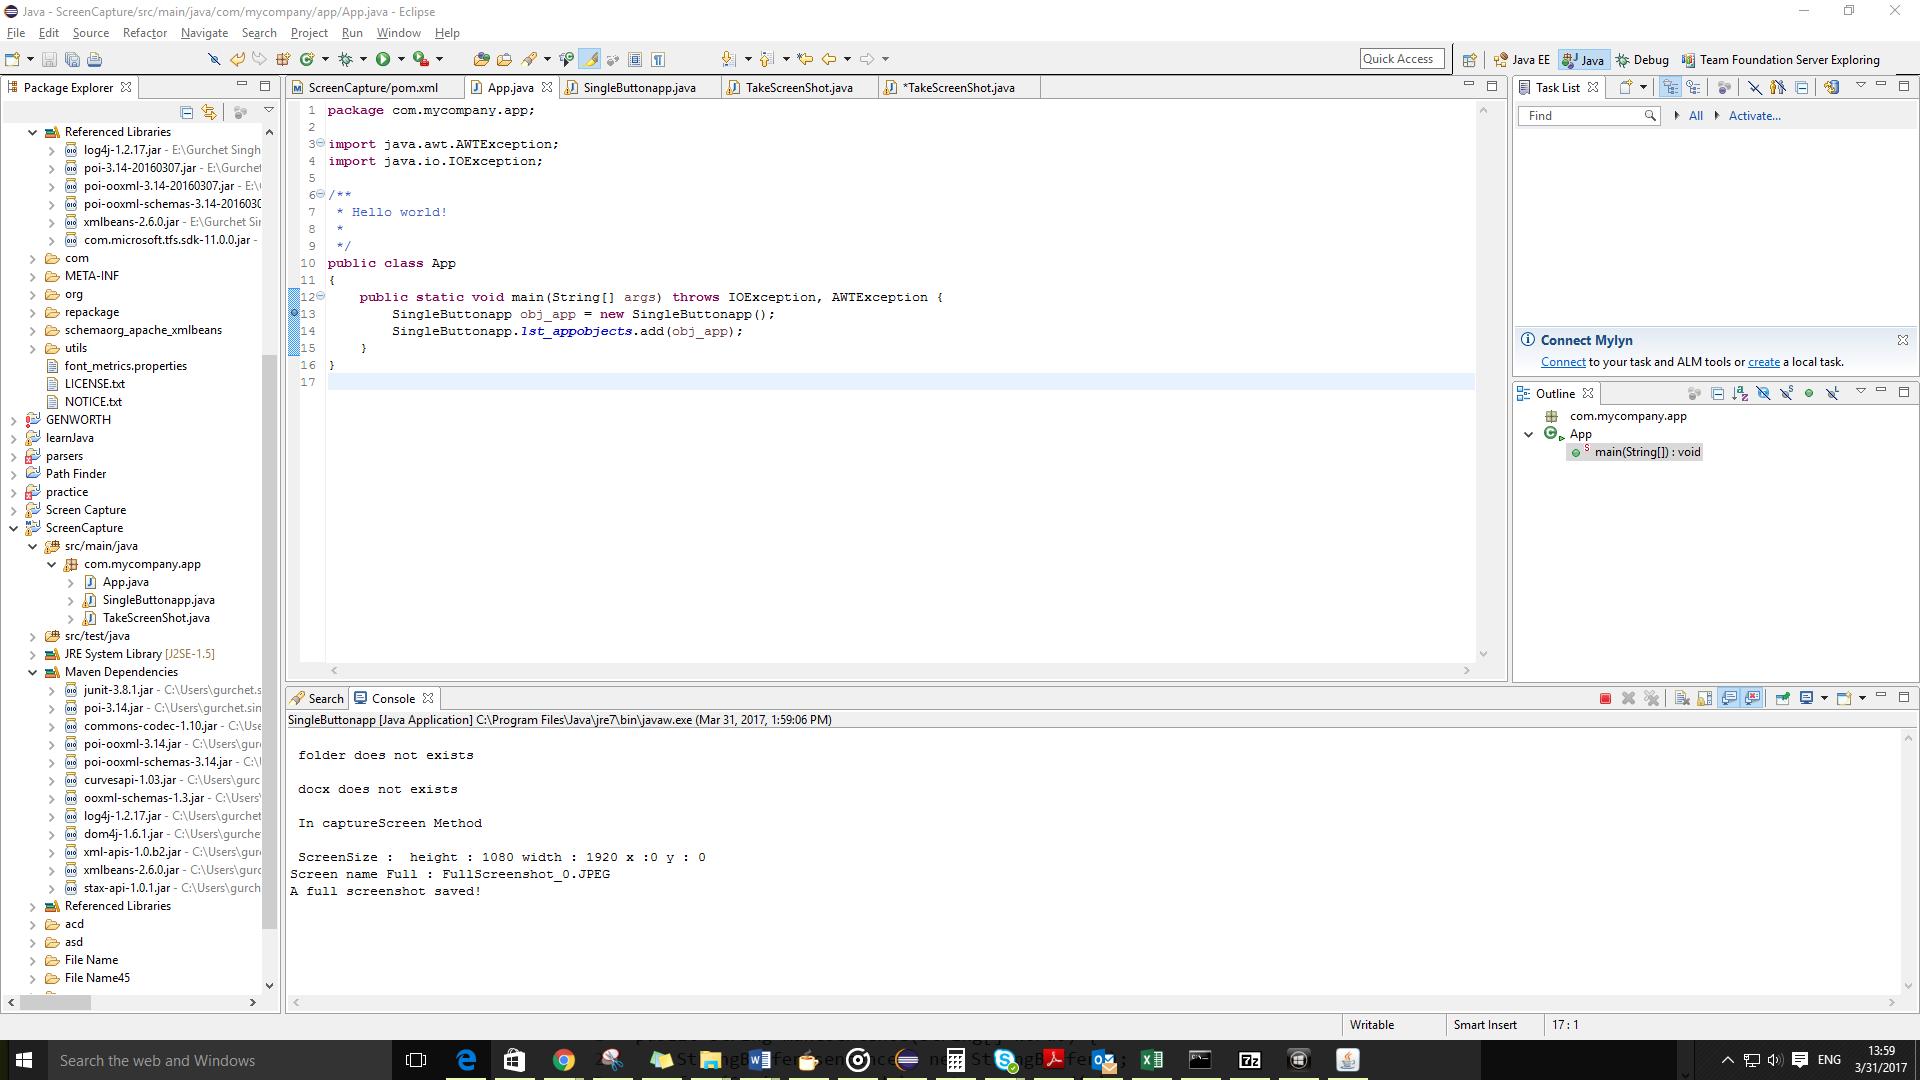 Java - ScreenCapture/src/main/java/com/mycompany/app/App.java - Eclipse
File Edit Source Refactor Navigate Search Project Run Window Help
Quick Access Java EE Java Debug Team Foundation Server Exploring
Package Explorer
Referenced Libraries
log4j-1.2.17.jar - E:\Gurchet Singh
poi-3.14-20160307.jar - E:\Gurchet
poi-ooxml-3.14-20160307.jar - E:\
poi-ooxml-schemas-3.14-201603
xmlbeans-2.6.0.jar - E:\Gurchet Sir
com.microsoft.tfs.sdk-11.0.0.jar -
com
META-INF
org
repackage
schemaorg_apache_xmlbeans
utils
font_metrics.properties
LICENSE.txt
NOTICE.txt
GENWORTH
learnJava
parsers
Path Finder
practice
Screen Capture
ScreenCapture
src/main/java
com.mycompany.app
App.java
SingleButtonapp.java
TakeScreenShot.java
src/test/java
JRE System Library [J2SE-1.5]
Maven Dependencies
junit-3.8.1.jar - C:\Users\gurchet.s
poi-3.14.jar - C:\Users\gurchet.sin
commons-codec-1.10.jar - C:\Users
poi-ooxml-3.14.jar - C:\Users\gur
poi-ooxml-schemas-3.14.jar - C:\
curvesapi-1.03.jar - C:\Users\gurc
ooxml-schemas-1.3.jar - C:\Users\
log4j-1.2.17.jar - C:\Users\gurchet
dom4j-1.6.1.jar - C:\Users\gurche
xml-apis-1.0.b2.jar - C:\Users\gur
xmlbeans-2.6.0.jar - C:\Users\gur
stax-api-1.0.1.jar - C:\Users\gurch
Referenced Libraries
acd
asd
File Name
File Name45
ScreenCapture/pom.xml App.java SingleButtonapp.java TakeScreenShot.java *TakeScreenShot.java
1 package com.mycompany.app;
2
3 import java.awt.AWTException;
4 import java.io.IOException;
5
6 /**
7 * Hello world!
8 *
9 */
10 public class App
11 {
12 public static void main(String[] args) throws IOException, AWTException {
13 SingleButtonapp obj_app = new SingleButtonapp();
14 SingleButtonapp.lst_appobjects.add(obj_app);
15 }
16 }
17
Task List
Find All Activate...
Connect Mylyn
Connect to your task and ALM tools or create a local task.
Outline
com.mycompany.app
App
main(String[]) : void
Search Console
SingleButtonapp [Java Application] C:\Program Files\Java\jre7\bin\javaw.exe (Mar 31, 2017, 1:59:06 PM)
folder does not exists
docx does not exists
In captureScreen Method
ScreenSize : height : 1080 width : 1920 x :0 y : 0
Screen name Full : FullScreenshot_0.JPEG
A full screenshot saved!
Writable Smart Insert 17 : 1
Search the web and Windows
ENG
13:59
3/31/2017